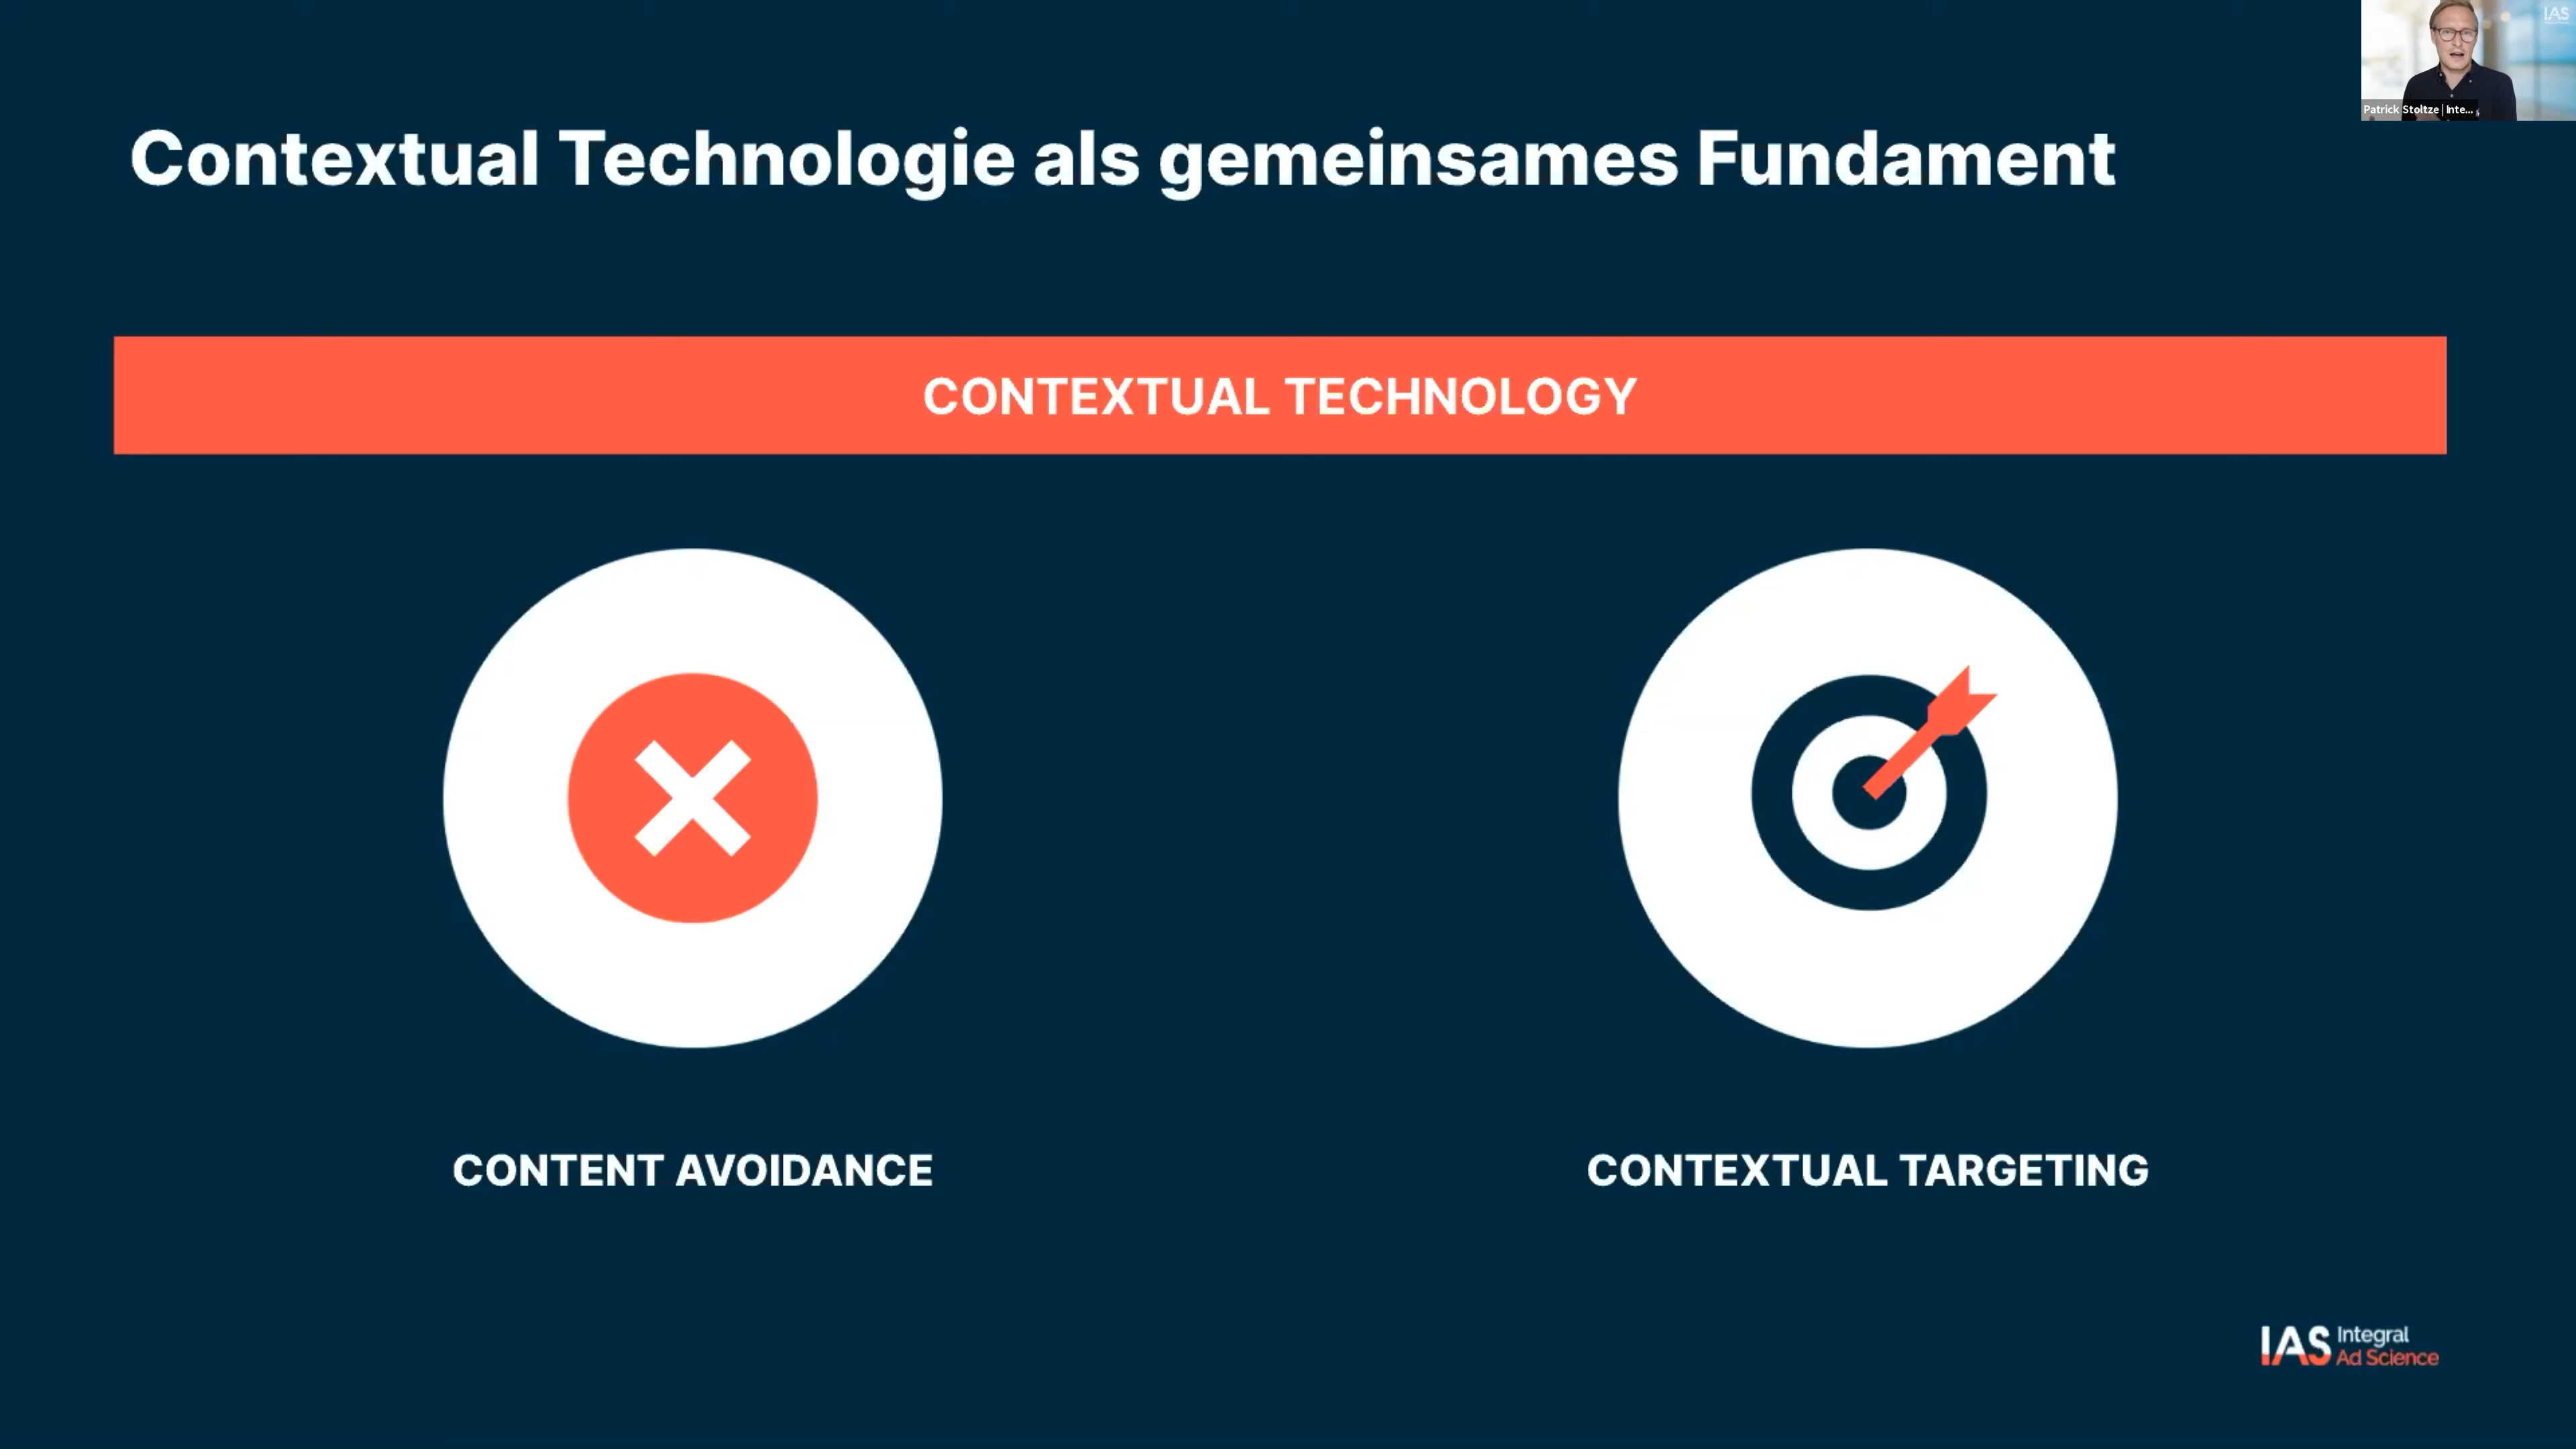 IAS
Patrick Stoltze | Inte...
Contextual Technologie als gemeinsames Fundament
CONTEXTUAL TECHNOLOGY
CONTENT AVOIDANCE
CONTEXTUAL TARGETING
IAS Integral
Ad Science